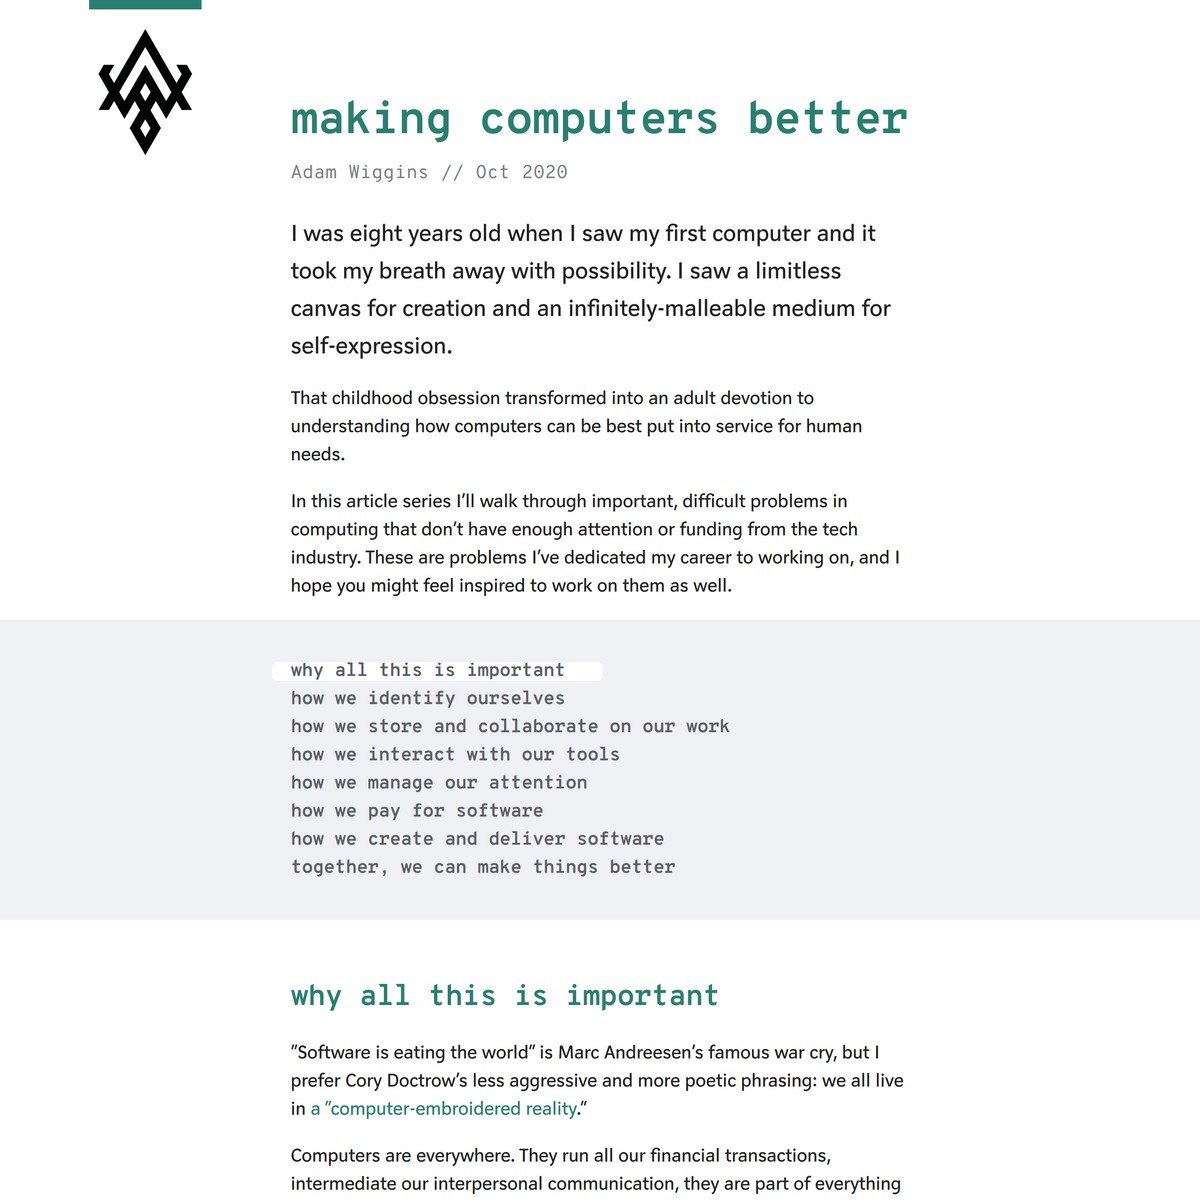 making computers better
Adam Wiggins // Oct 2020
I was eight years old when I saw my first computer and it
took my breath away with possibility. I saw a limitless
canvas for creation and an infinitely-malleable medium for
self-expression.
That childhood obsession transformed into an adult devotion to
understanding how computers can be best put into service for human
needs.
In this article series I’ll walk through important, difficult problems in
computing that don’t have enough attention or funding from the tech
industry. These are problems I’ve dedicated my career to working on, and I
hope you might feel inspired to work on them as well.
why all this is important
how we identify ourselves
how we store and collaborate on our work
how we interact with our tools
how we manage our attention
how we pay for software
how we create and deliver software
together, we can make things better
why all this is important
”Software is eating the world” is Marc Andreesen’s famous war cry, but I
prefer Cory Doctrow’s less aggressive and more poetic phrasing: we all live
in a ”computer-embroidered reality.”
Computers are everywhere. They run all our financial transactions,
intermediate our interpersonal communication, they are part of everything